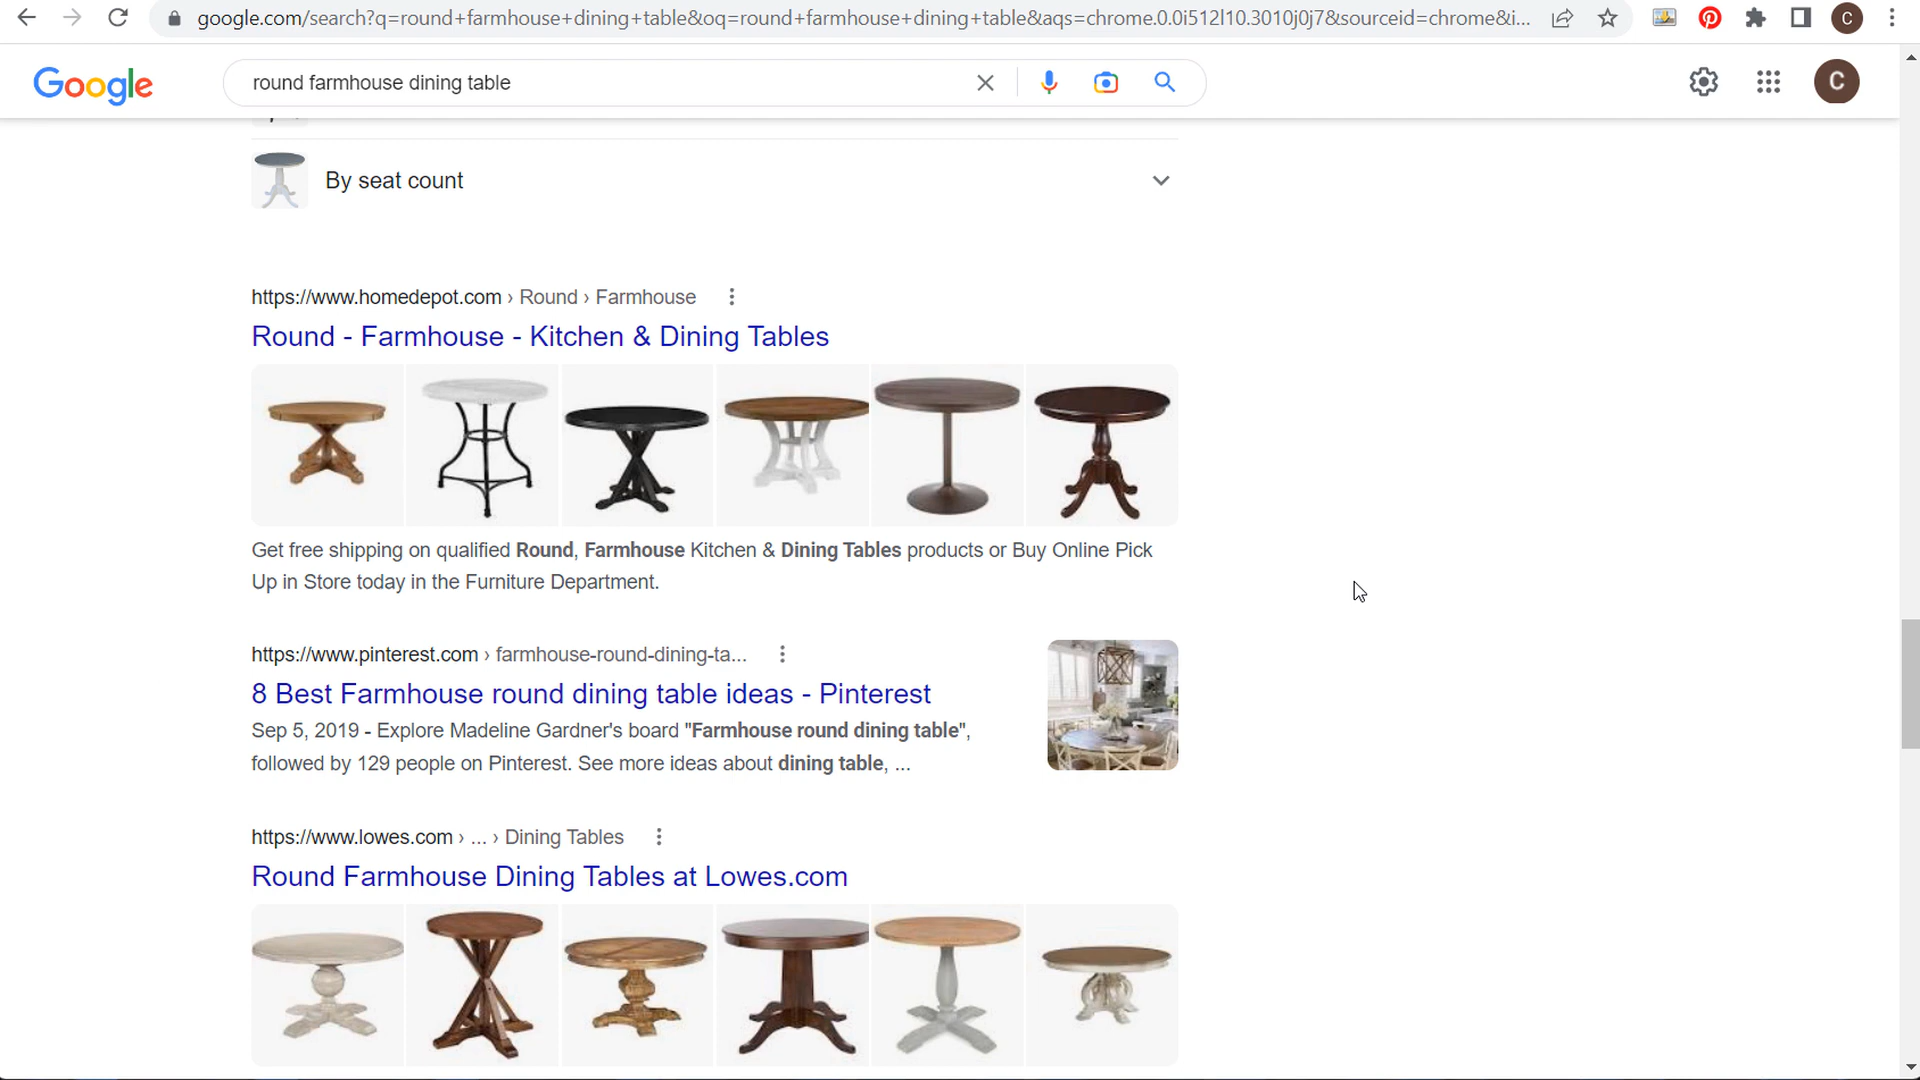 google.com/search?q=round+farmhouse+dining+table&oq=round+farmhouse+dining+table&aqs=chrome.0.0i512l10.3010j0j7&sourceid=chrome&i...
C
Google
round farmhouse dining table
C
By seat count
https://www.homedepot.com › Round › Farmhouse
Round - Farmhouse - Kitchen & Dining Tables
Get free shipping on qualified Round, Farmhouse Kitchen & Dining Tables products or Buy Online Pick
Up in Store today in the Furniture Department.
https://www.pinterest.com › farmhouse-round-dining-ta...
8 Best Farmhouse round dining table ideas - Pinterest
Sep 5, 2019 - Explore Madeline Gardner's board "Farmhouse round dining table",
followed by 129 people on Pinterest. See more ideas about dining table, ...
https://www.lowes.com › ... › Dining Tables
Round Farmhouse Dining Tables at Lowes.com